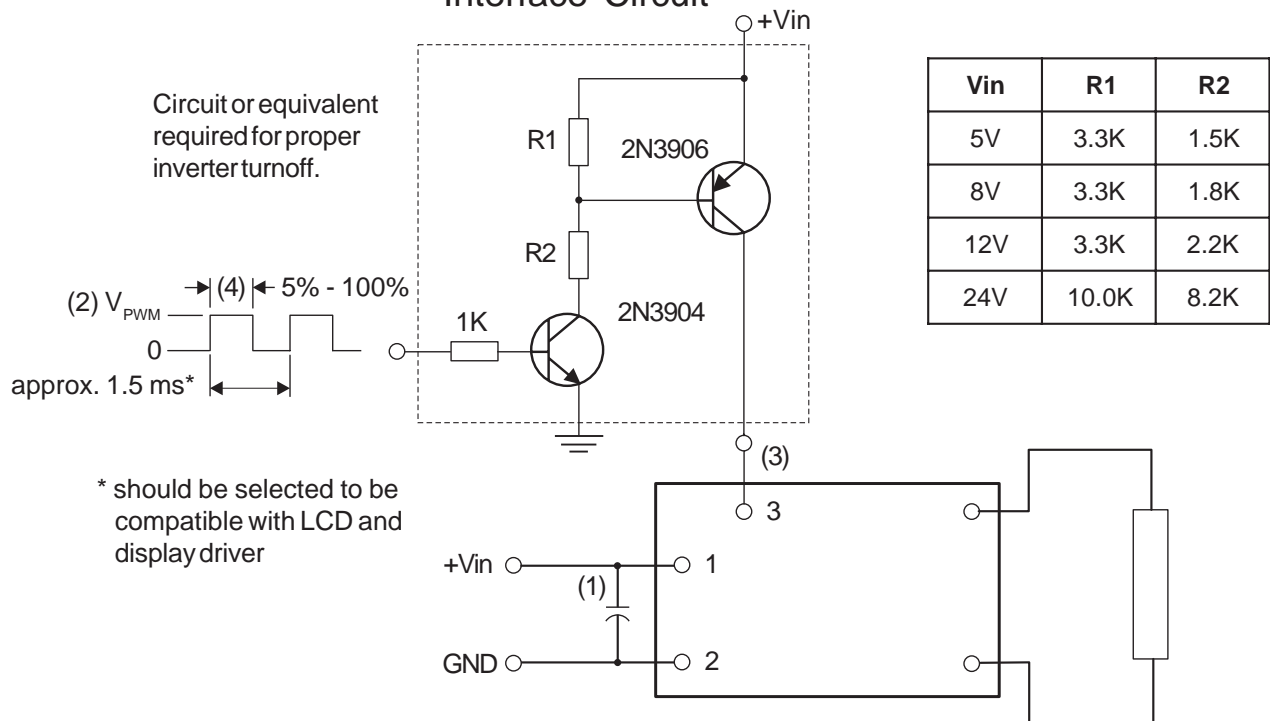 Interface Circuit
+Vin
Circuit or equivalent
required for proper
inverter turnoff.
R1
2N3906
R2
(4) 5% - 100%
(2) VPWM
0
approx. 1.5 ms*
1K
2N3904
(3)
Vin R1 R2
5V 3.3K 1.5K
8V 3.3K 1.8K
12V 3.3K 2.2K
24V 10.0K 8.2K
* should be selected to be
compatible with LCD and
display driver
3
+Vin
1
(1)
GND
2